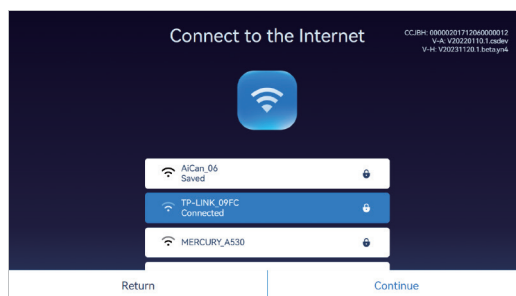 Connect to the Internet
CCJBH: 00000201712060000012
V-A: V20220110.1.csdev
V-H: V20231120.1.beta.yn4
AiCan_06
Saved
TP-LINK_09FC
Connected
MERCURY_A530
Return
Continue